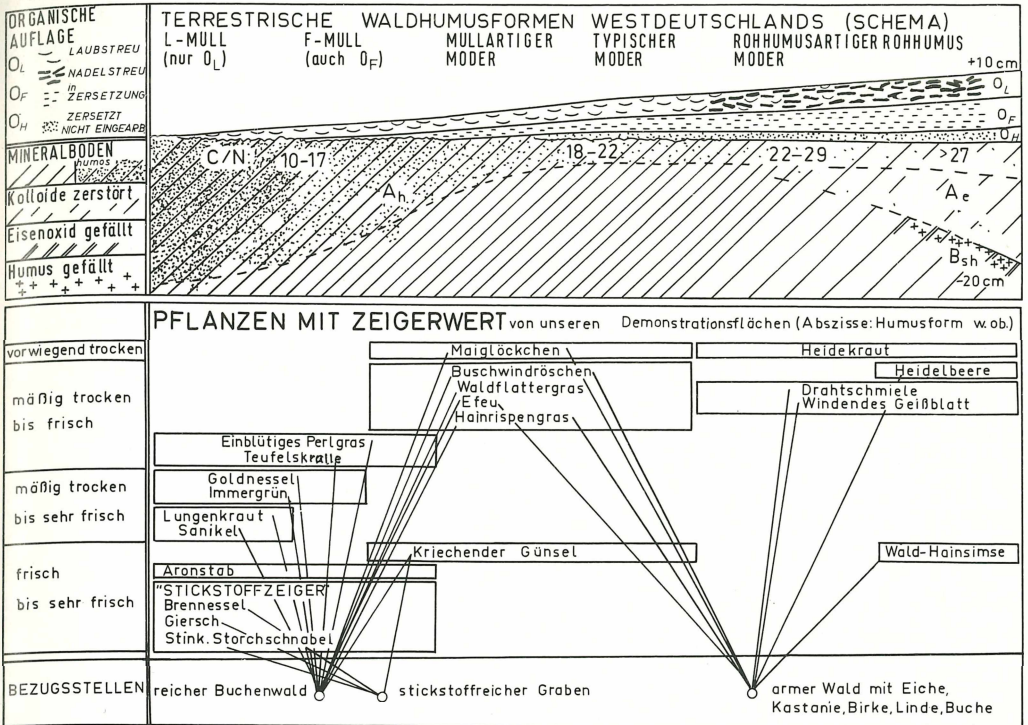 ORGANISCHE
AUFLAGE
LAUBSTREU
O_L NADELSTREU
O_F in ZERSETZUNG
O_H ZERSETZT
NICHT EINGEARB
MINERALBODEN
humos
Kolloide zerstört
Eisenoxid gefällt
Humus gefällt
TERRESTRISCHE WALDHUMUSFORMEN WESTDEUTSCHLANDS (SCHEMA)
L-MULL F-MULL MULLARTIGER TYPISCHER ROHHUMUSARTIGER ROHHUMUS
(nur O_L) (auch O_F) MODER MODER MODER
+10 cm
O_L
O_F
O_H
C/N: 10-17 18-22 22-29 >27
A_h A_e
B_sh
-20 cm
PFLANZEN MIT ZEIGERWERT von unseren Demonstrationsflächen (Abszisse: Humusform w. ob.)
vorwiegend trocken
Maiglöckchen Heidekraut
mäßig trocken
bis frisch
Buschwindröschen Heidelbeere
Waldflattergras Drahtschmiele
Efeu Windendes Geißblatt
Hainrispengras
Einblütiges Perlgras
Teufelskralle
mäßig trocken
bis sehr frisch
Goldnessel
Immergrün
Lungenkraut
Sanikel
frisch
bis sehr frisch
Kriechender Günsel Wald-Hainsimse
Aronstab
"STICKSTOFFZEIGER"
Brennessel
Giersch
Stink. Storchschnabel
BEZUGSSTELLEN reicher Buchenwald stickstoffreicher Graben armer Wald mit Eiche,
Kastanie, Birke, Linde, Buche